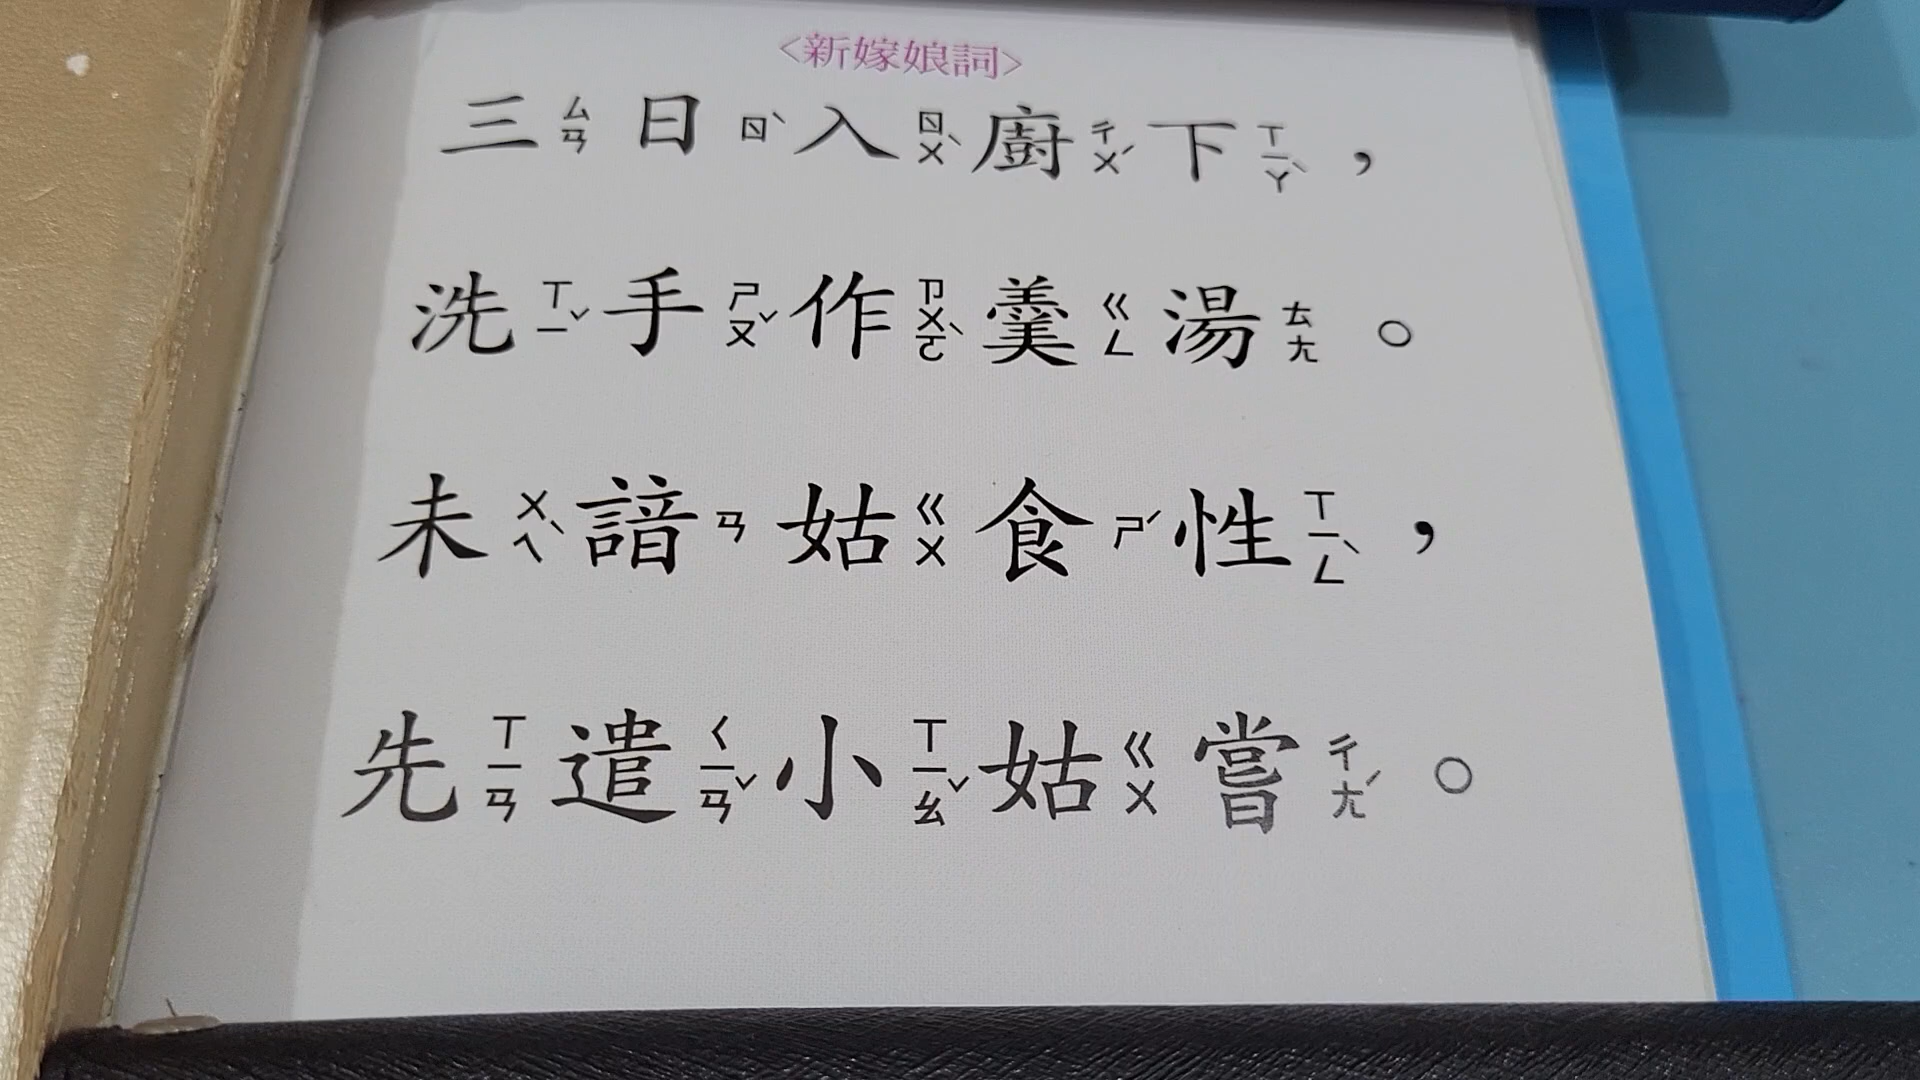 <新嫁娘詞>
三ㄙㄢ日ㄖˋ入ㄖㄨˋ廚ㄔㄨˊ下ㄒㄧㄚˋ，
洗ㄒㄧˇ手ㄕㄡˇ作ㄗㄨㄛˋ羹ㄍㄥ湯ㄊㄤ。
未ㄨㄟˋ諳ㄢ姑ㄍㄨ食ㄕˊ性ㄒㄧㄥˋ，
先ㄒㄧㄢ遣ㄑㄧㄢˇ小ㄒㄧㄠˇ姑ㄍㄨ嘗ㄔㄤˊ。